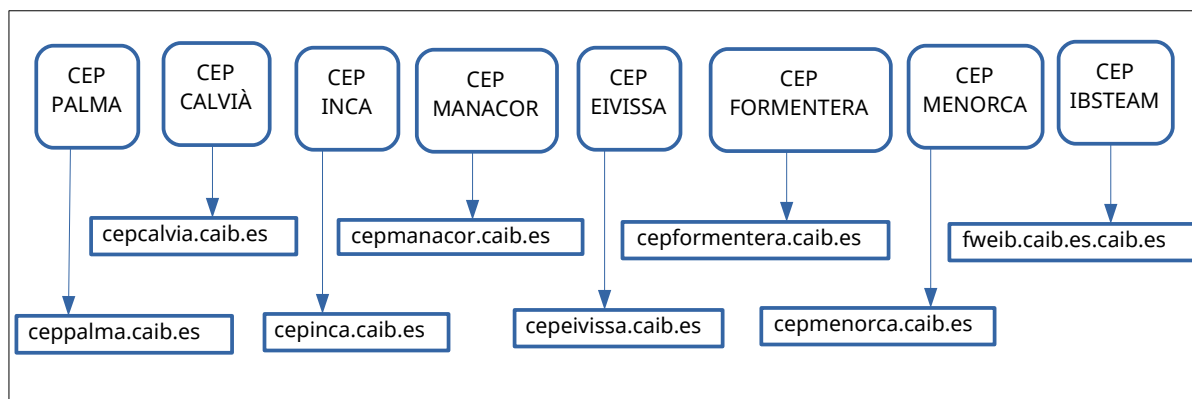 CEP
PALMA
CEP
CALVIÀ
CEP
INCA
CEP
MANACOR
CEP
EIVISSA
CEP
FORMENTERA
CEP
MENORCA
CEP
IBSTEAM
cepcalvia.caib.es
cepmanacor.caib.es
cepformentera.caib.es
fweib.caib.es.caib.es
ceppalma.caib.es
cepinca.caib.es
cepeivissa.caib.es
cepmenorca.caib.es